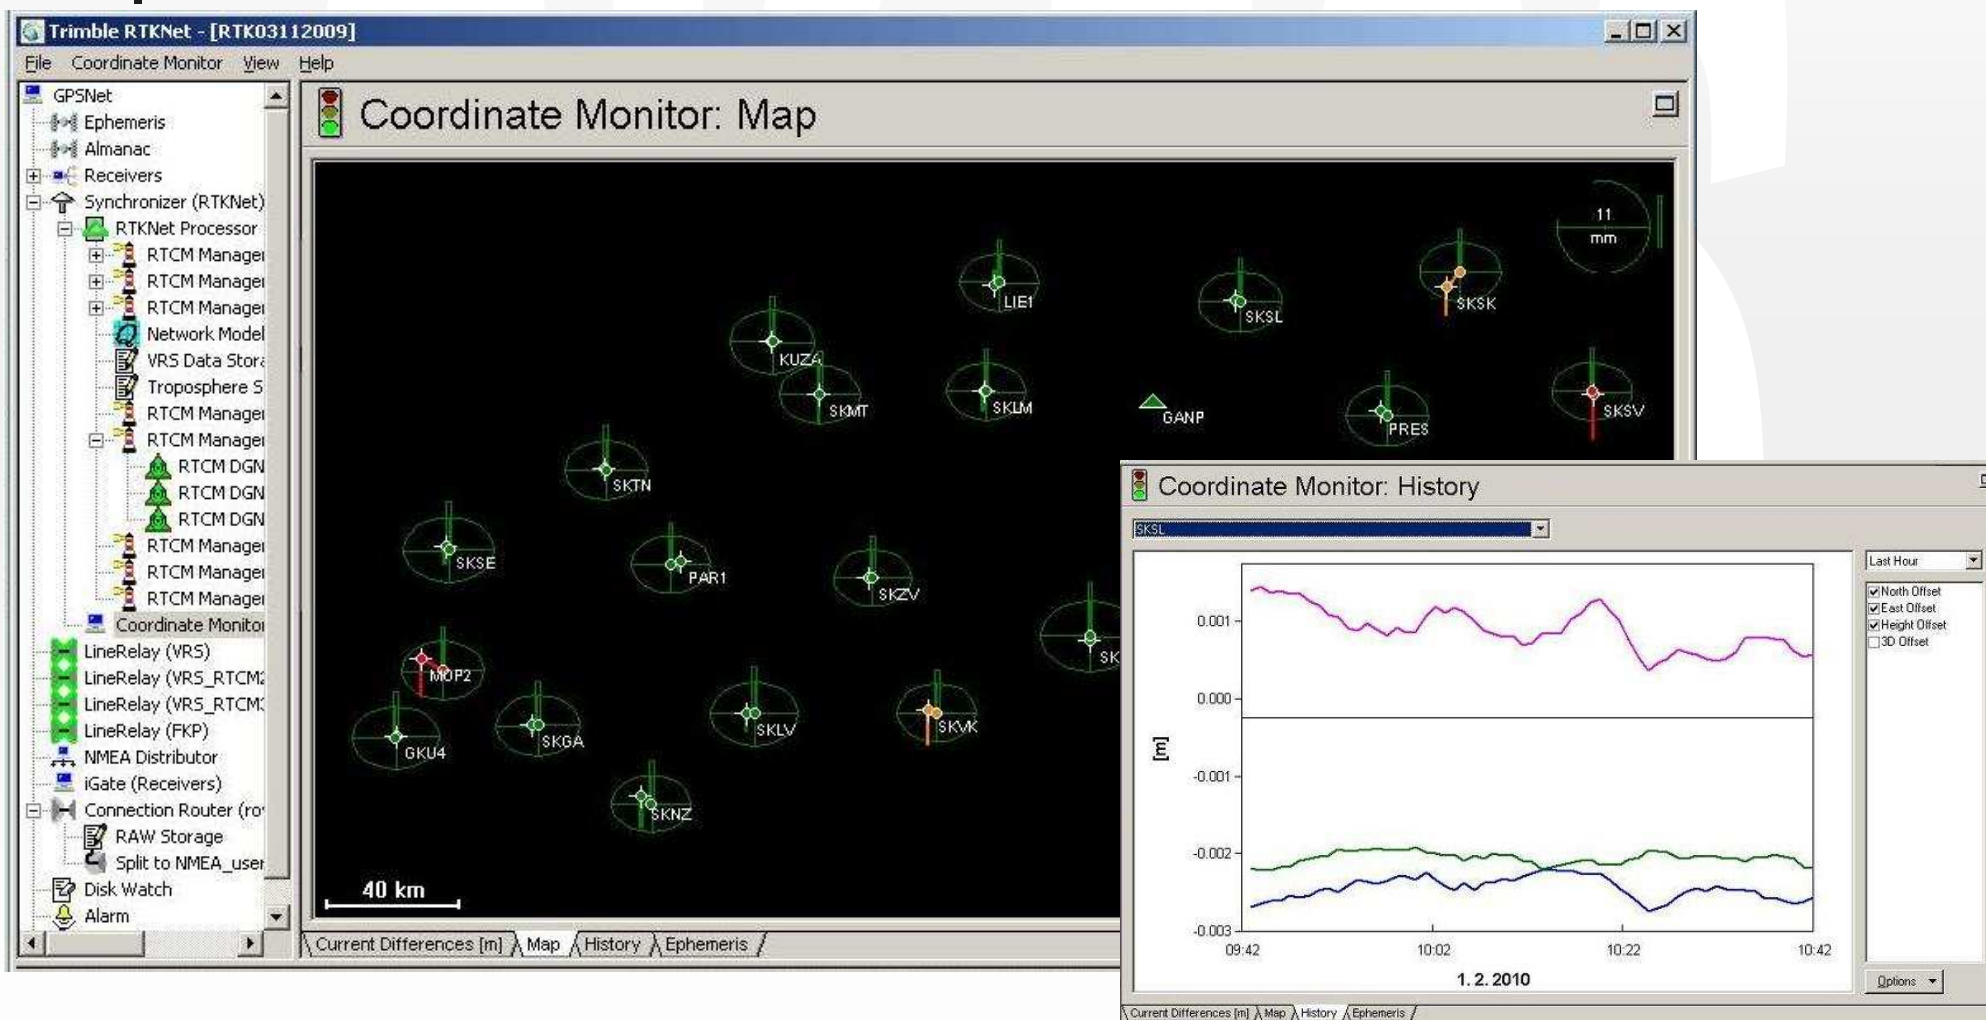 Trimble RTKNet - [RTK03112009]
File Coordinate Monitor View Help
GPSNet
Ephemeris
Almanac
Receivers
Synchronizer (RTKNet)
RTKNet Processor
RTCM Manager
RTCM Manager
RTCM Manager
Network Model
VRS Data Stora
Troposphere S
RTCM Manager
RTCM Manager
RTCM DGN
RTCM DGN
RTCM DGN
RTCM Manager
RTCM Manager
RTCM Manager
Coordinate Monitor
LineRelay (VRS)
LineRelay (VRS_RTCM2
LineRelay (VRS_RTCM3
LineRelay (FKP)
NMEA Distributor
iGate (Receivers)
Connection Router (ro
RAW Storage
Split to NMEA_user
Disk Watch
Alarm
Coordinate Monitor: Map
11
mm
LIE1
SKSL
SKSK
KUZA
SKMT
SKLM
GANP
PRES
SKSV
SKTN
SKSE
PAR1
SKZV
SK
MOP2
GKU4
SKGA
SKLV
SKVK
SKNZ
40 km
Current Differences [m] Map History Ephemeris
Coordinate Monitor: History
SKSL
Last Hour
North Offset
East Offset
Height Offset
3D Offset
0.001
0.000
[m]
-0.001
-0.002
-0.003
09:42 10:02 10:22 10:42
1. 2. 2010
Options
Current Differences [m] Map History Ephemeris